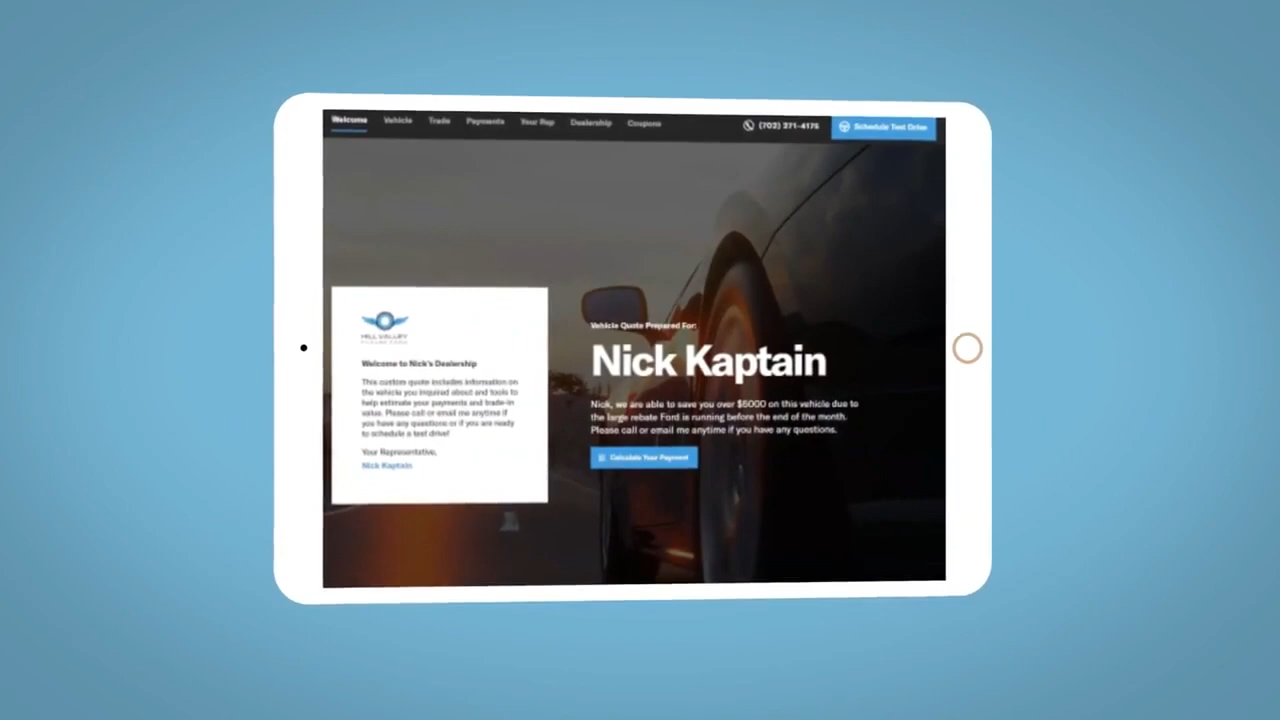 Welcome Vehicle Trade Payments Your Rep Dealership Coupons (702) 271-4175 Schedule Test Drive
HILL VALLEY
Welcome to Nick's Dealership
This custom quote includes information on
the vehicle you inquired about and tools to
help estimate your payments and trade-in
value. Please call or email me anytime if
you have any questions or if you are ready
to schedule a test drive!
Your Representative,
Nick Kaptain
Vehicle Quote Prepared For:
Nick Kaptain
Nick, we are able to save you over $6000 on this vehicle due to
the large rebate Ford is running before the end of the month.
Please call or email me anytime if you have any questions.
Calculate Your Payment